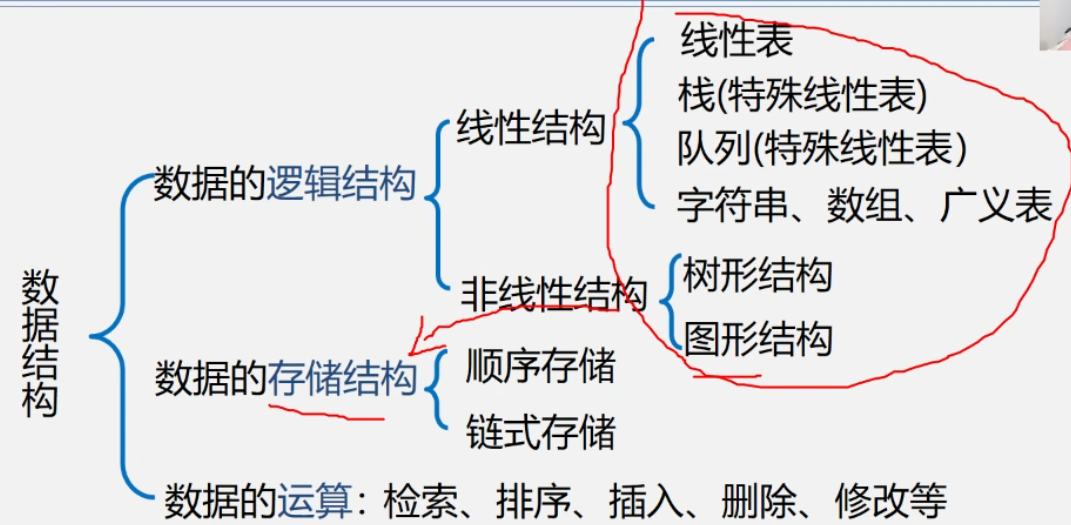 数据结构
数据的逻辑结构
线性结构
线性表
栈(特殊线性表)
队列(特殊线性表)
字符串、数组、广义表
非线性结构
树形结构
图形结构
数据的存储结构
顺序存储
链式存储
数据的运算：检索、排序、插入、删除、修改等